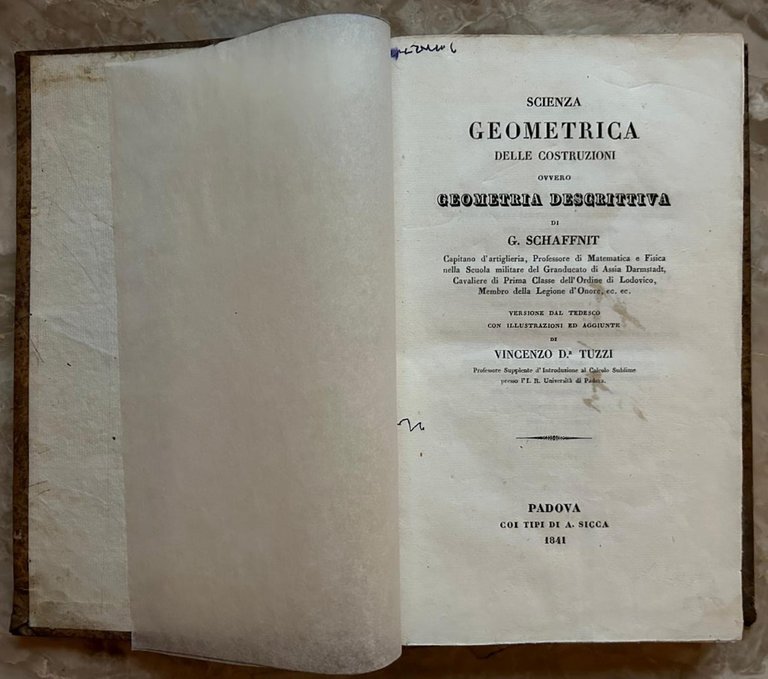 SCIENZA
GEOMETRICA
DELLE COSTRUZIONI
OVVERO
GEOMETRIA DESCRITTIVA
DI
G. SCHAFFNIT
Capitano d'artiglieria, Professore di Matematica e Fisica
nella Scuola militare del Granducato di Assia Darmstadt,
Cavaliere di Prima Classe dell'Ordine di Lodovico,
Membro della Legione d'Onore, ec. ec.
VERSIONE DAL TEDESCO
CON ILLUSTRAZIONI ED AGGIUNTE
DI
VINCENZO D.R TUZZI
Professore Supplente d'Introduzione al Calcolo Sublime
presso l'I. R. Università di Padova.
PADOVA
COI TIPI DI A. SICCA
1841